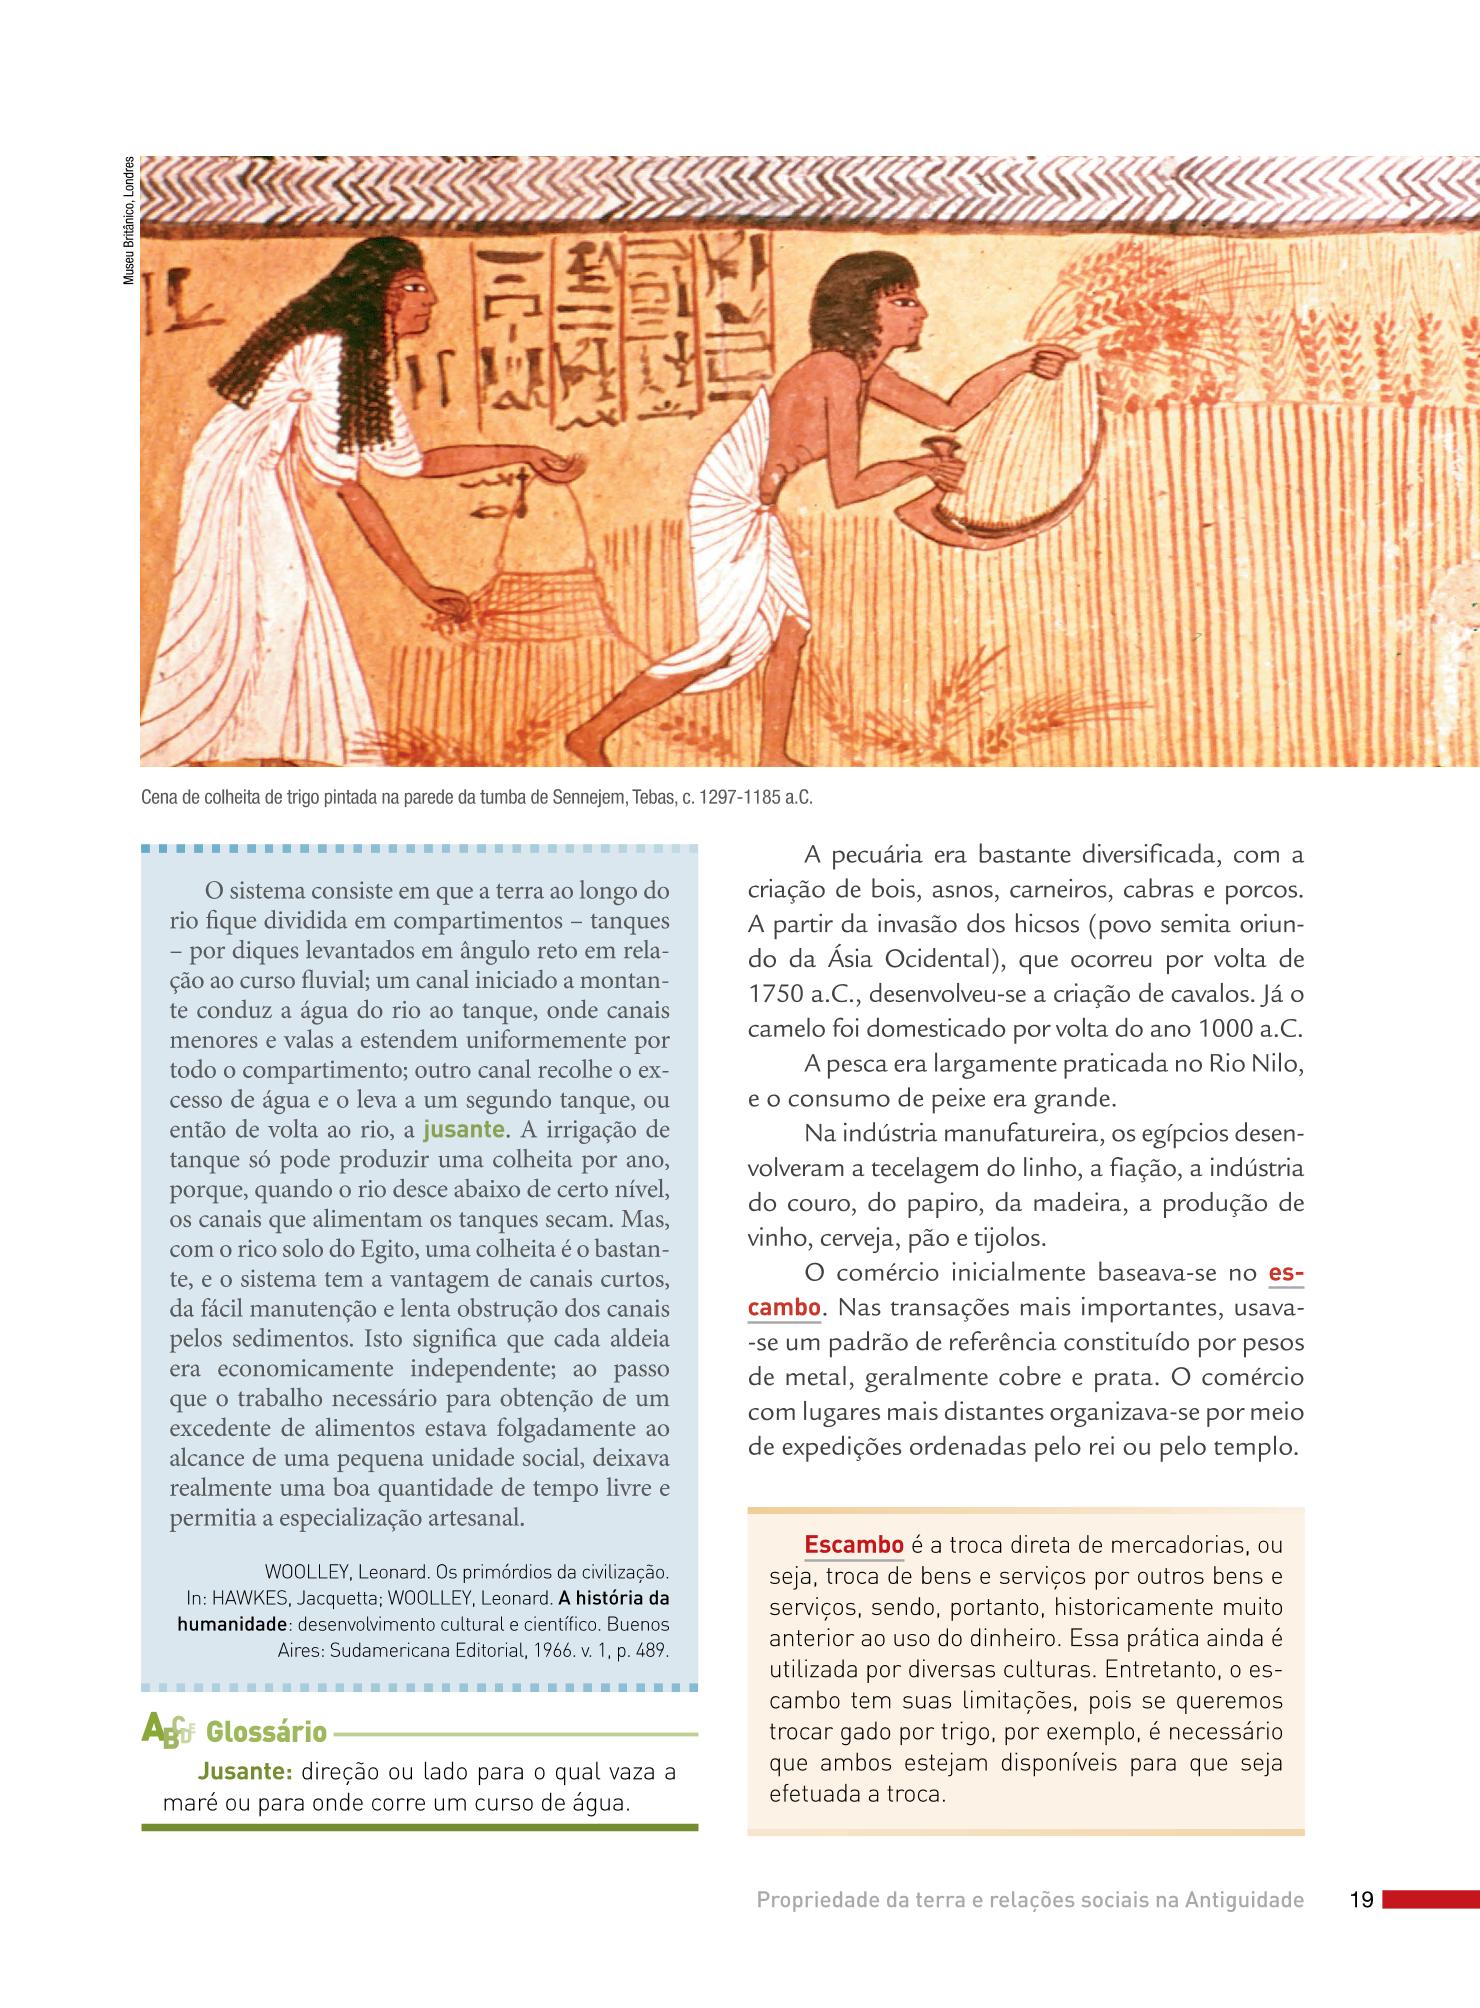 Museu Britânico, Londres
Cena de colheita de trigo pintada na parede da tumba de Sennejem, Tebas, c. 1297-1185 a.C.
O sistema consiste em que a terra ao longo do
rio fique dividida em compartimentos – tanques
– por diques levantados em ângulo reto em rela-
ção ao curso fluvial; um canal iniciado a montan-
te conduz a água do rio ao tanque, onde canais
menores e valas a estendem uniformemente por
todo o compartimento; outro canal recolhe o ex-
cesso de água e o leva a um segundo tanque, ou
então de volta ao rio, a jusante. A irrigação de
tanque só pode produzir uma colheita por ano,
porque, quando o rio desce abaixo de certo nível,
os canais que alimentam os tanques secam. Mas,
com o rico solo do Egito, uma colheita é o bastan-
te, e o sistema tem a vantagem de canais curtos,
da fácil manutenção e lenta obstrução dos canais
pelos sedimentos. Isto significa que cada aldeia
era economicamente independente; ao passo
que o trabalho necessário para obtenção de um
excedente de alimentos estava folgadamente ao
alcance de uma pequena unidade social, deixava
realmente uma boa quantidade de tempo livre e
permitia a especialização artesanal.
WOOLLEY, Leonard. Os primórdios da civilização.
In: HAWKES, Jacquetta; WOOLLEY, Leonard. A história da
humanidade: desenvolvimento cultural e científico. Buenos
Aires: Sudamericana Editorial, 1966. v. 1, p. 489.
ABCDE Glossário
Jusante: direção ou lado para o qual vaza a
maré ou para onde corre um curso de água.
A pecuária era bastante diversificada, com a
criação de bois, asnos, carneiros, cabras e porcos.
A partir da invasão dos hicsos (povo semita oriun-
do da Ásia Ocidental), que ocorreu por volta de
1750 a.C., desenvolveu-se a criação de cavalos. Já o
camelo foi domesticado por volta do ano 1000 a.C.
A pesca era largamente praticada no Rio Nilo,
e o consumo de peixe era grande.
Na indústria manufatureira, os egípcios desen-
volveram a tecelagem do linho, a fiação, a indústria
do couro, do papiro, da madeira, a produção de
vinho, cerveja, pão e tijolos.
O comércio inicialmente baseava-se no es-
cambo. Nas transações mais importantes, usava-
-se um padrão de referência constituído por pesos
de metal, geralmente cobre e prata. O comércio
com lugares mais distantes organizava-se por meio
de expedições ordenadas pelo rei ou pelo templo.
Escambo é a troca direta de mercadorias, ou
seja, troca de bens e serviços por outros bens e
serviços, sendo, portanto, historicamente muito
anterior ao uso do dinheiro. Essa prática ainda é
utilizada por diversas culturas. Entretanto, o es-
cambo tem suas limitações, pois se queremos
trocar gado por trigo, por exemplo, é necessário
que ambos estejam disponíveis para que seja
efetuada a troca.
Propriedade da terra e relações sociais na Antiguidade 19